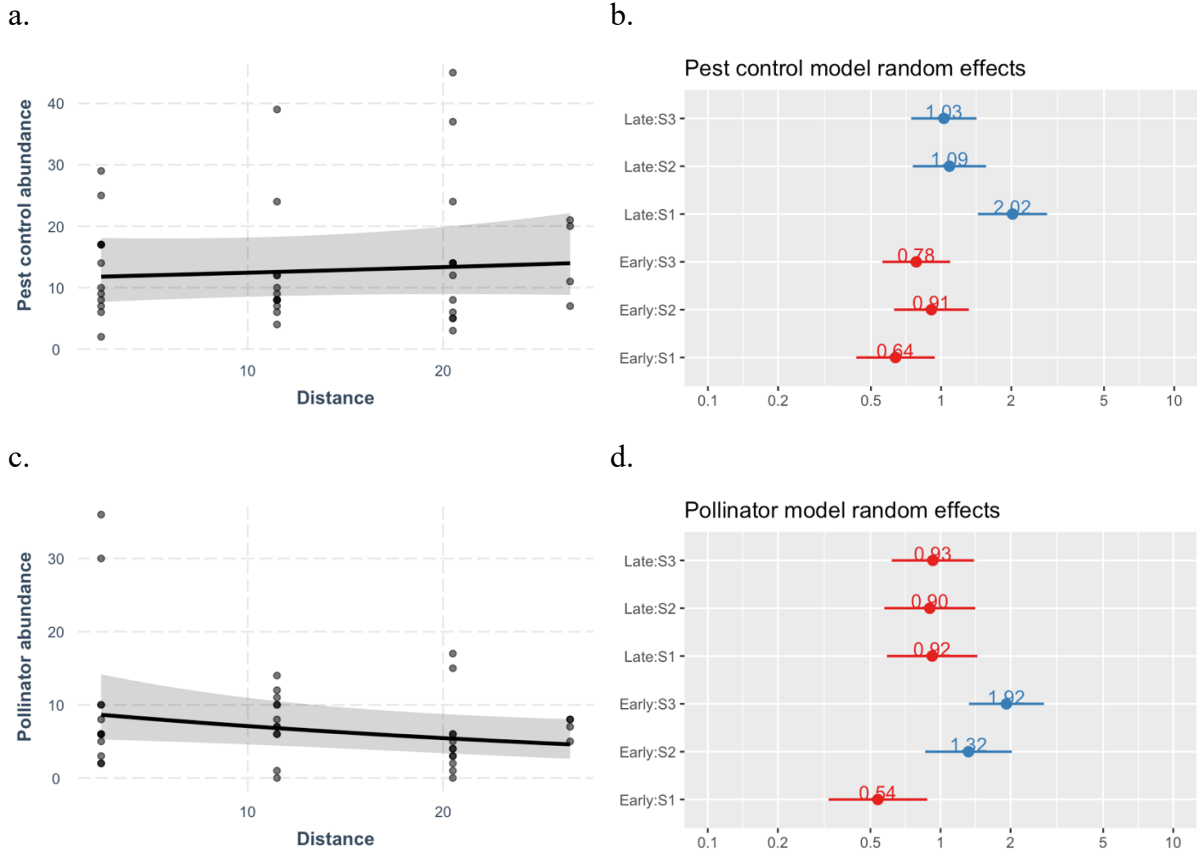 a.
40
30
20
10
0
Pest control abundance
10 20
Distance
b.
Pest control model random effects
Late:S3 1.03
Late:S2 1.09
Late:S1 2.02
Early:S3 0.78
Early:S2 0.91
Early:S1 0.64
0.1 0.2 0.5 1 2 5 10
c.
30
20
10
0
Pollinator abundance
10 20
Distance
d.
Pollinator model random effects
Late:S3 0.93
Late:S2 0.90
Late:S1 0.92
Early:S3 1.92
Early:S2 1.32
Early:S1 0.54
0.1 0.2 0.5 1 2 5 10